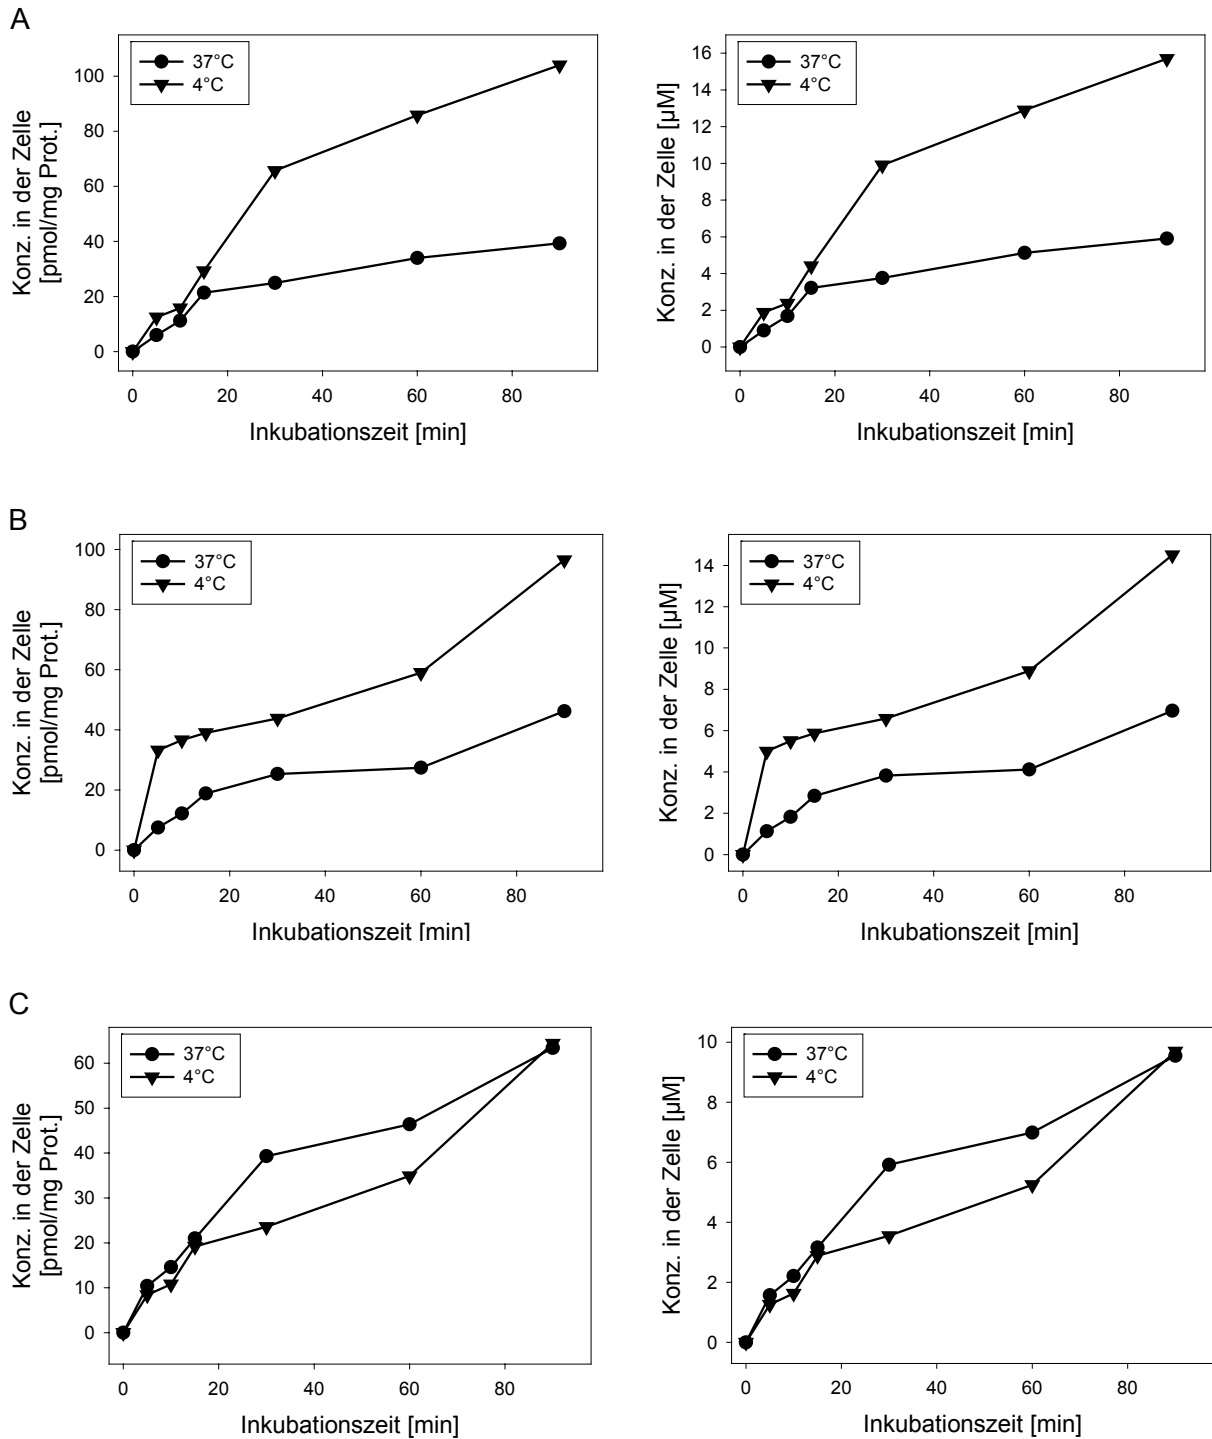 A
37°C
4°C
100
80
60
40
20
0
Konz. in der Zelle
[pmol/mg Prot.]
0 20 40 60 80
Inkubationszeit [min]
37°C
4°C
16
14
12
10
8
6
4
2
0
Konz. in der Zelle [µM]
0 20 40 60 80
Inkubationszeit [min]
B
37°C
4°C
100
80
60
40
20
0
Konz. in der Zelle
[pmol/mg Prot.]
0 20 40 60 80
Inkubationszeit [min]
37°C
4°C
14
12
10
8
6
4
2
0
Konz. in der Zelle [µM]
0 20 40 60 80
Inkubationszeit [min]
C
37°C
4°C
60
50
40
30
20
10
0
Konz. in der Zelle
[pmol/mg Prot.]
0 20 40 60 80
Inkubationszeit [min]
37°C
4°C
10
8
6
4
2
0
Konz. in der Zelle [µM]
0 20 40 60 80
Inkubationszeit [min]